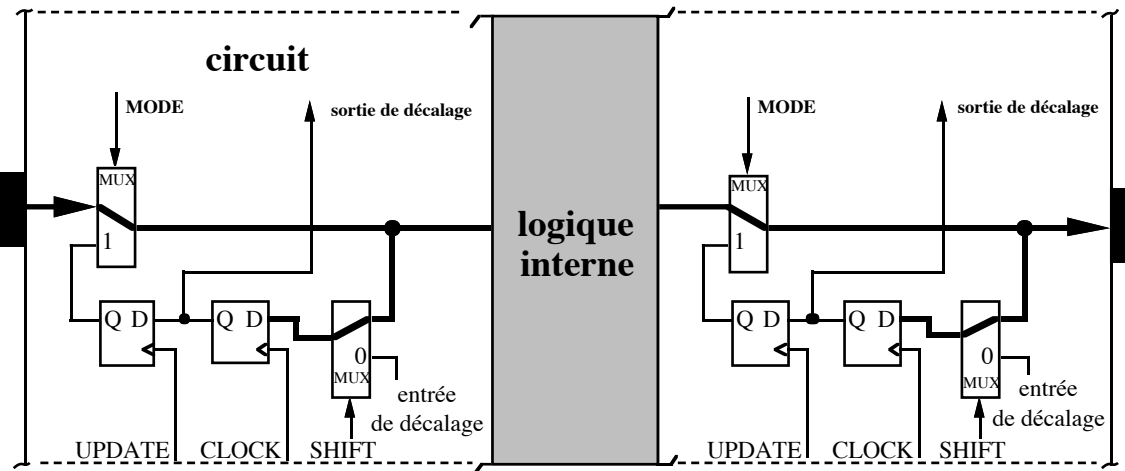 circuit
MODE
sortie de décalage
MUX
1
Q D
Q D
0
MUX
entrée
de décalage
UPDATE
CLOCK
SHIFT
logique
interne
MODE
sortie de décalage
MUX
1
Q D
Q D
0
MUX
entrée
de décalage
UPDATE
CLOCK
SHIFT